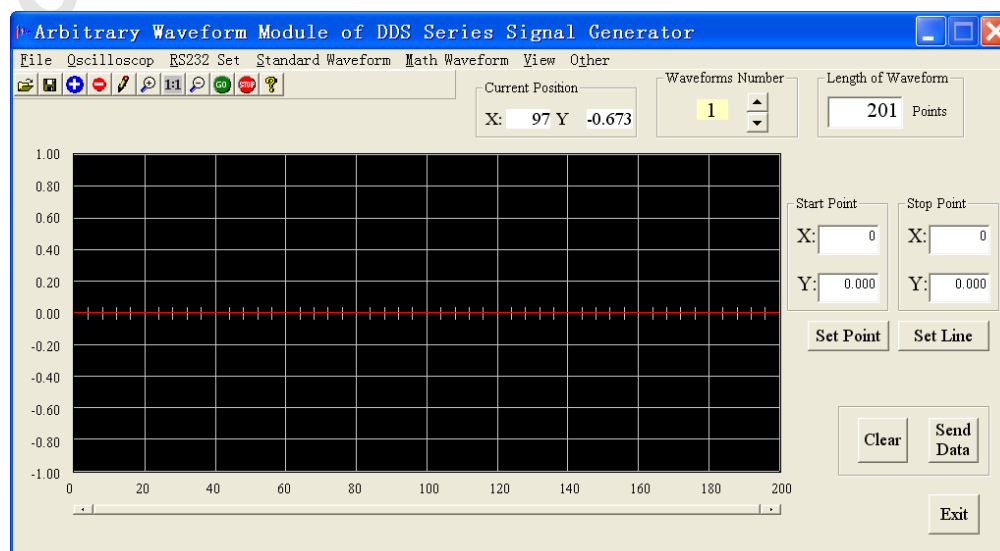 Arbitrary Waveform Module of DDS Series Signal Generator
File Oscilloscop RS232 Set Standard Waveform Math Waveform View Other
1:1 GO STOP ?
Current Position
X: 97 Y -0.673
Waveforms Number
1
Length of Waveform
201 Points
1.00
0.80
0.60
0.40
0.20
0.00
-0.20
-0.40
-0.60
-0.80
-1.00
0 20 40 60 80 100 120 140 160 180 200
Start Point
X: 0
Y: 0.000
Stop Point
X: 0
Y: 0.000
Set Point
Set Line
Clear
Send
Data
Exit